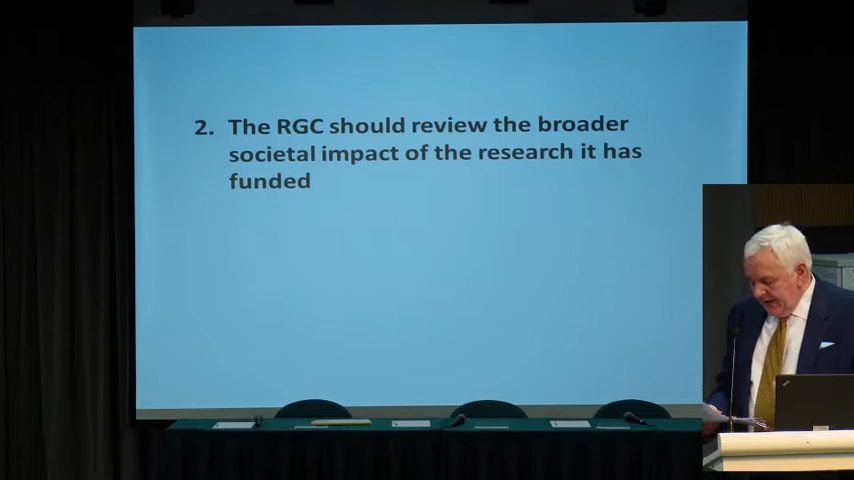 2. The RGC should review the broader
societal impact of the research it has
funded